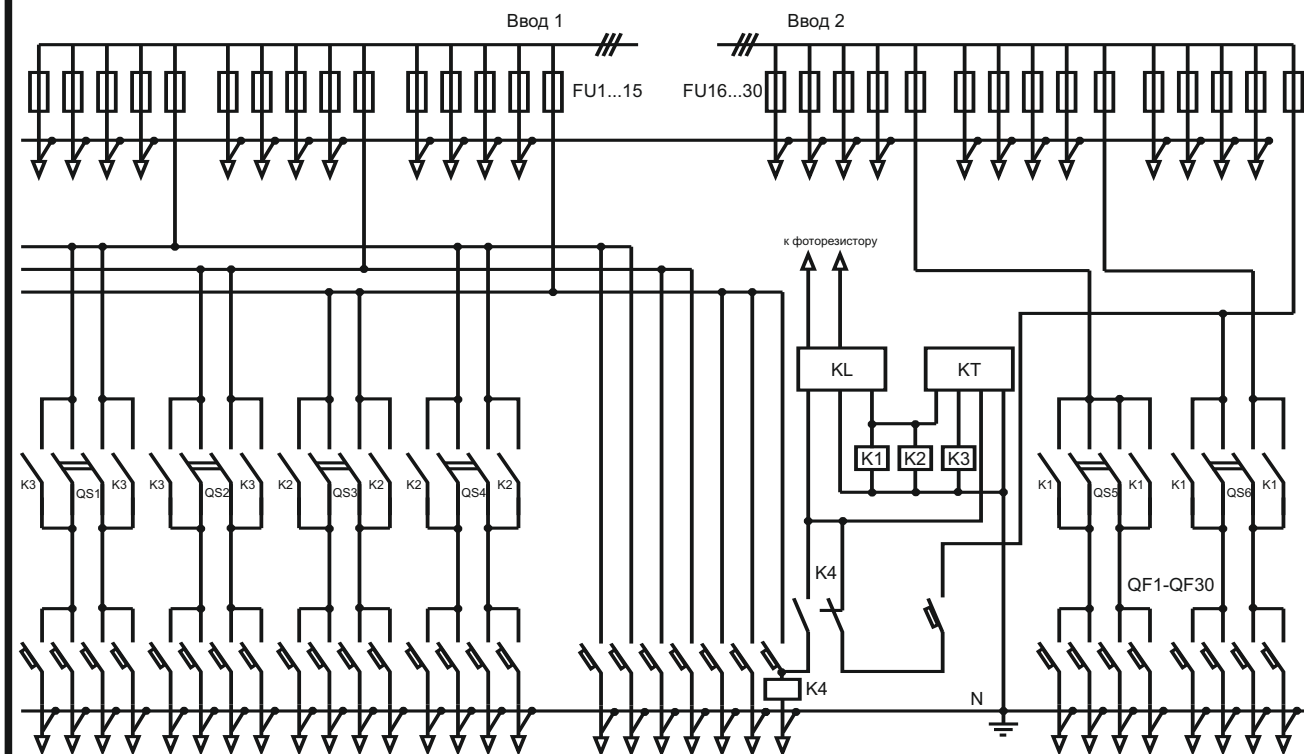 Ввод 1
Ввод 2
FU1...15
FU16...30
к фоторезистору
KL
KT
K1
K2
K3
K3
QS1
K3
K3
QS2
K3
K2
QS3
K2
K2
QS4
K2
K1
QS5
K1
K1
QS6
K1
K4
QF1-QF30
K4
N